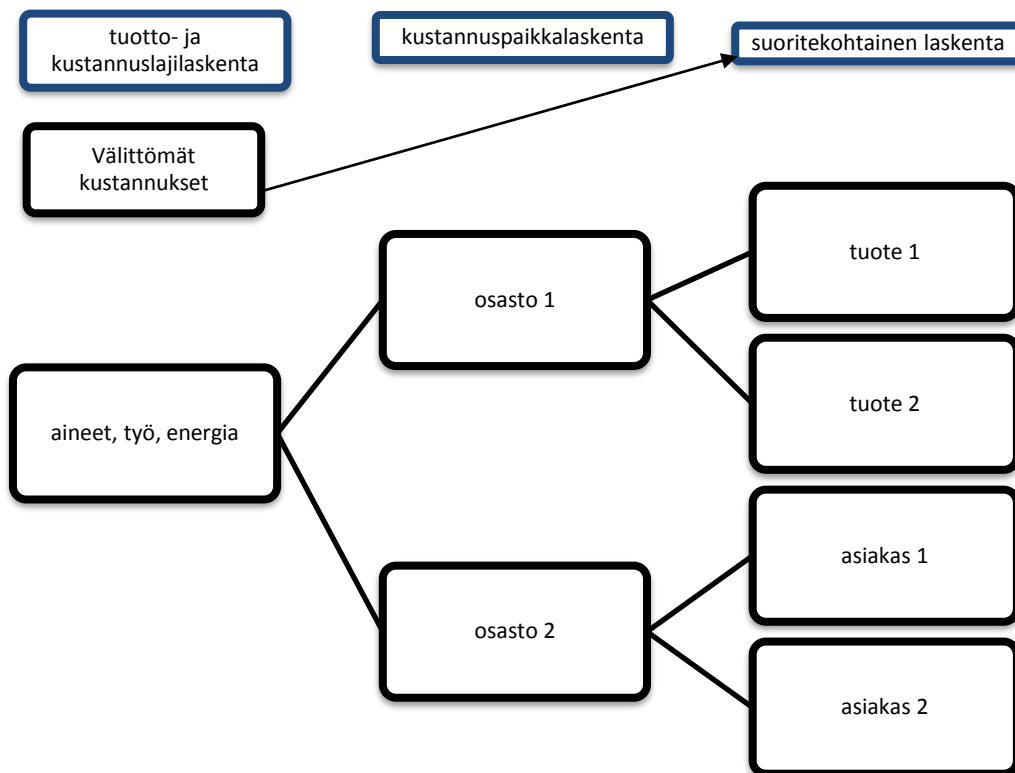 tuotto- ja
kustannuslajilaskenta
kustannuspaikkalaskenta
suoritekohtainen laskenta
Välittömät
kustannukset
osasto 1
tuote 1
tuote 2
aineet, työ, energia
osasto 2
asiakas 1
asiakas 2